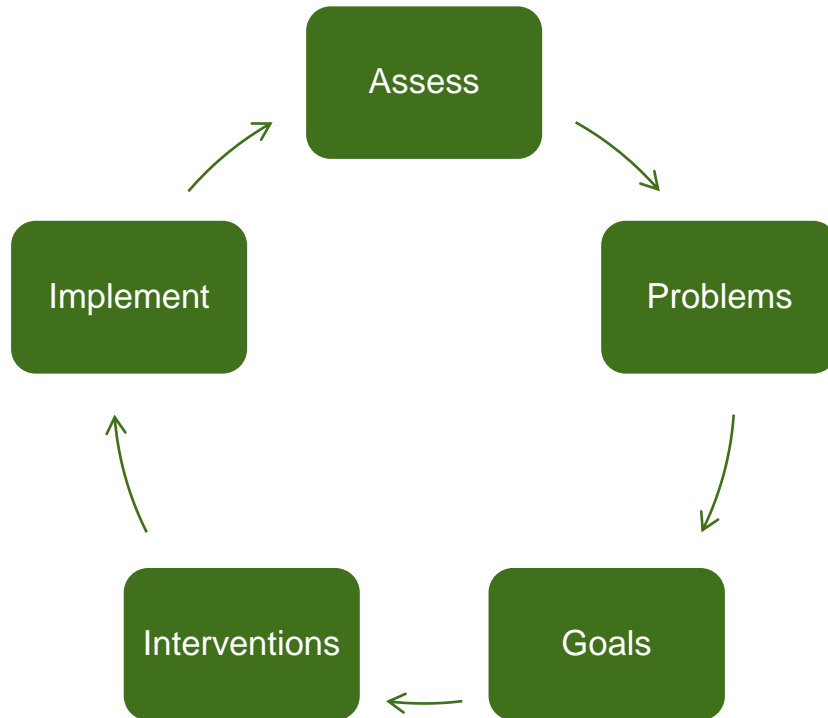 Assess
Problems
Goals
Interventions
Implement